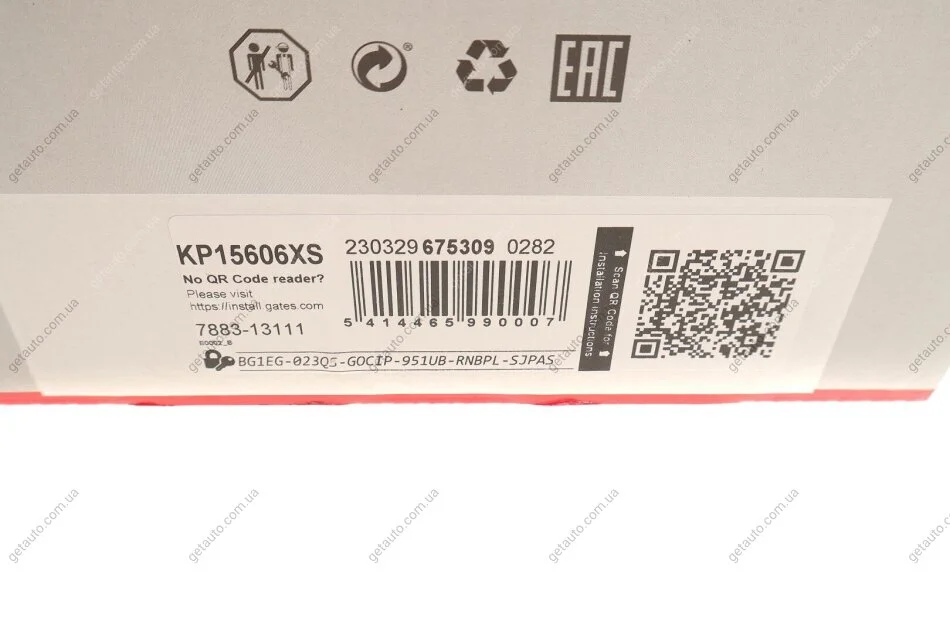 EAC
®
KP15606XS
230329 675309 0282
No QR Code reader?
Please visit
https://install.gates.com
5 414465 990007
7883-13111
E0002_B
BG1EG-023QS-GOCIP-951UB-RNBPL-SJPAS
Scan QR Code for
installation instructions
getauto.com.ua